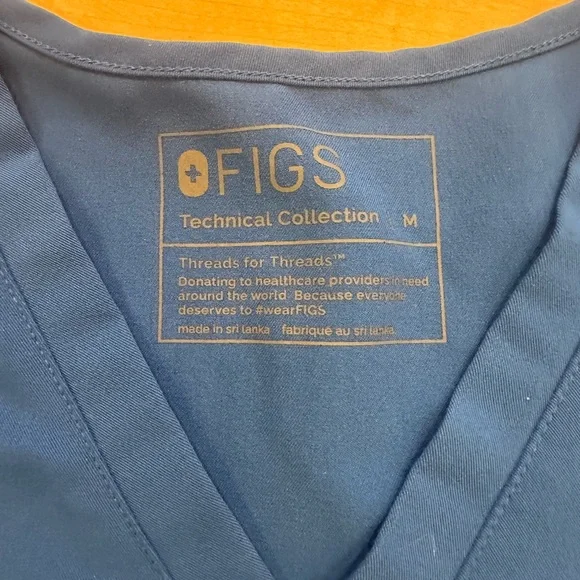 FIGS
Technical Collection M
Threads for Threads™
Donating to healthcare providers in need
around the world. Because everyone
deserves to #wearFIGS
made in sri lanka fabriqué au sri lanka